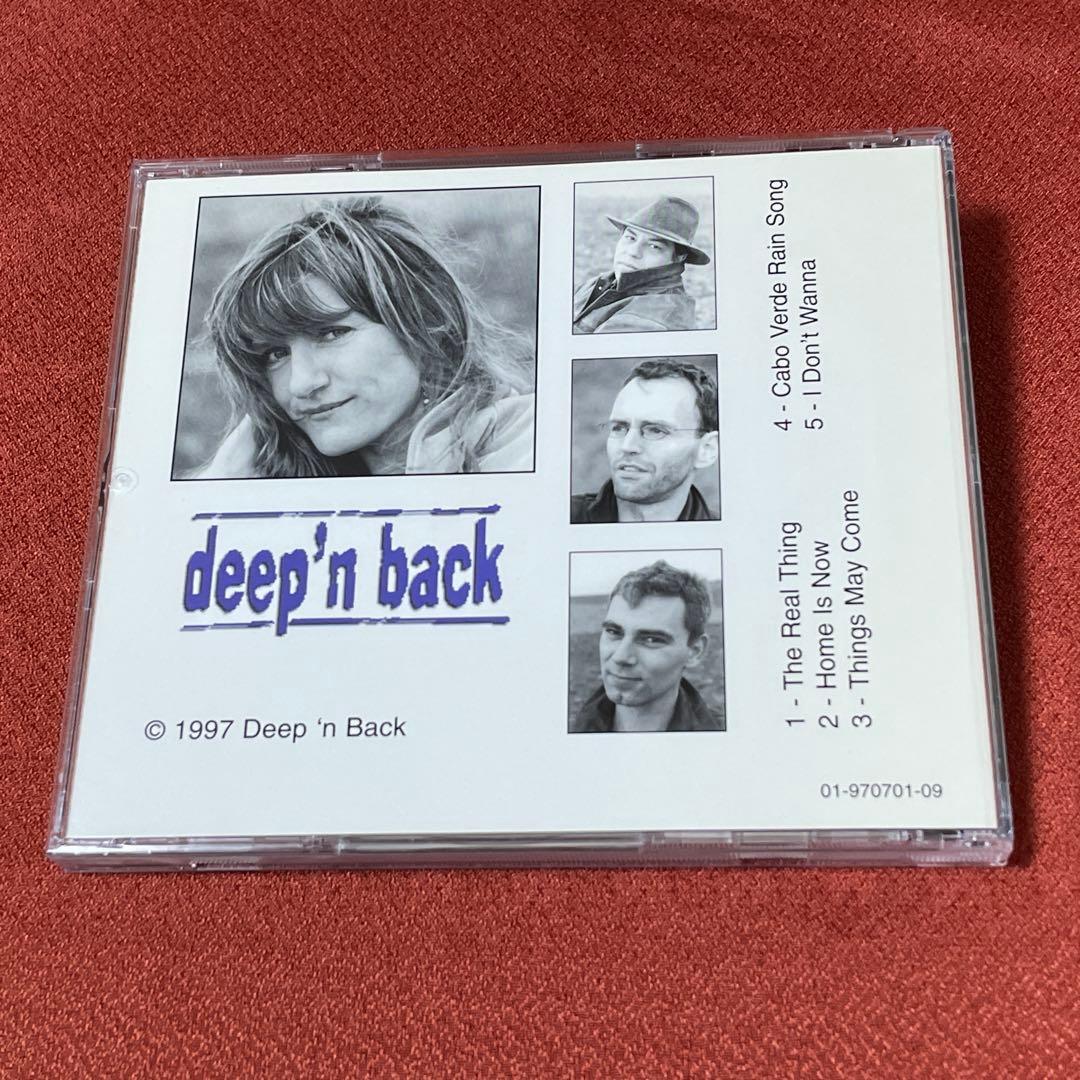 deep'n back
© 1997 Deep 'n Back
1 - The Real Thing
2 - Home Is Now
3 - Things May Come
4 - Cabo Verde Rain Song
5 - I Don't Wanna
01-970701-09